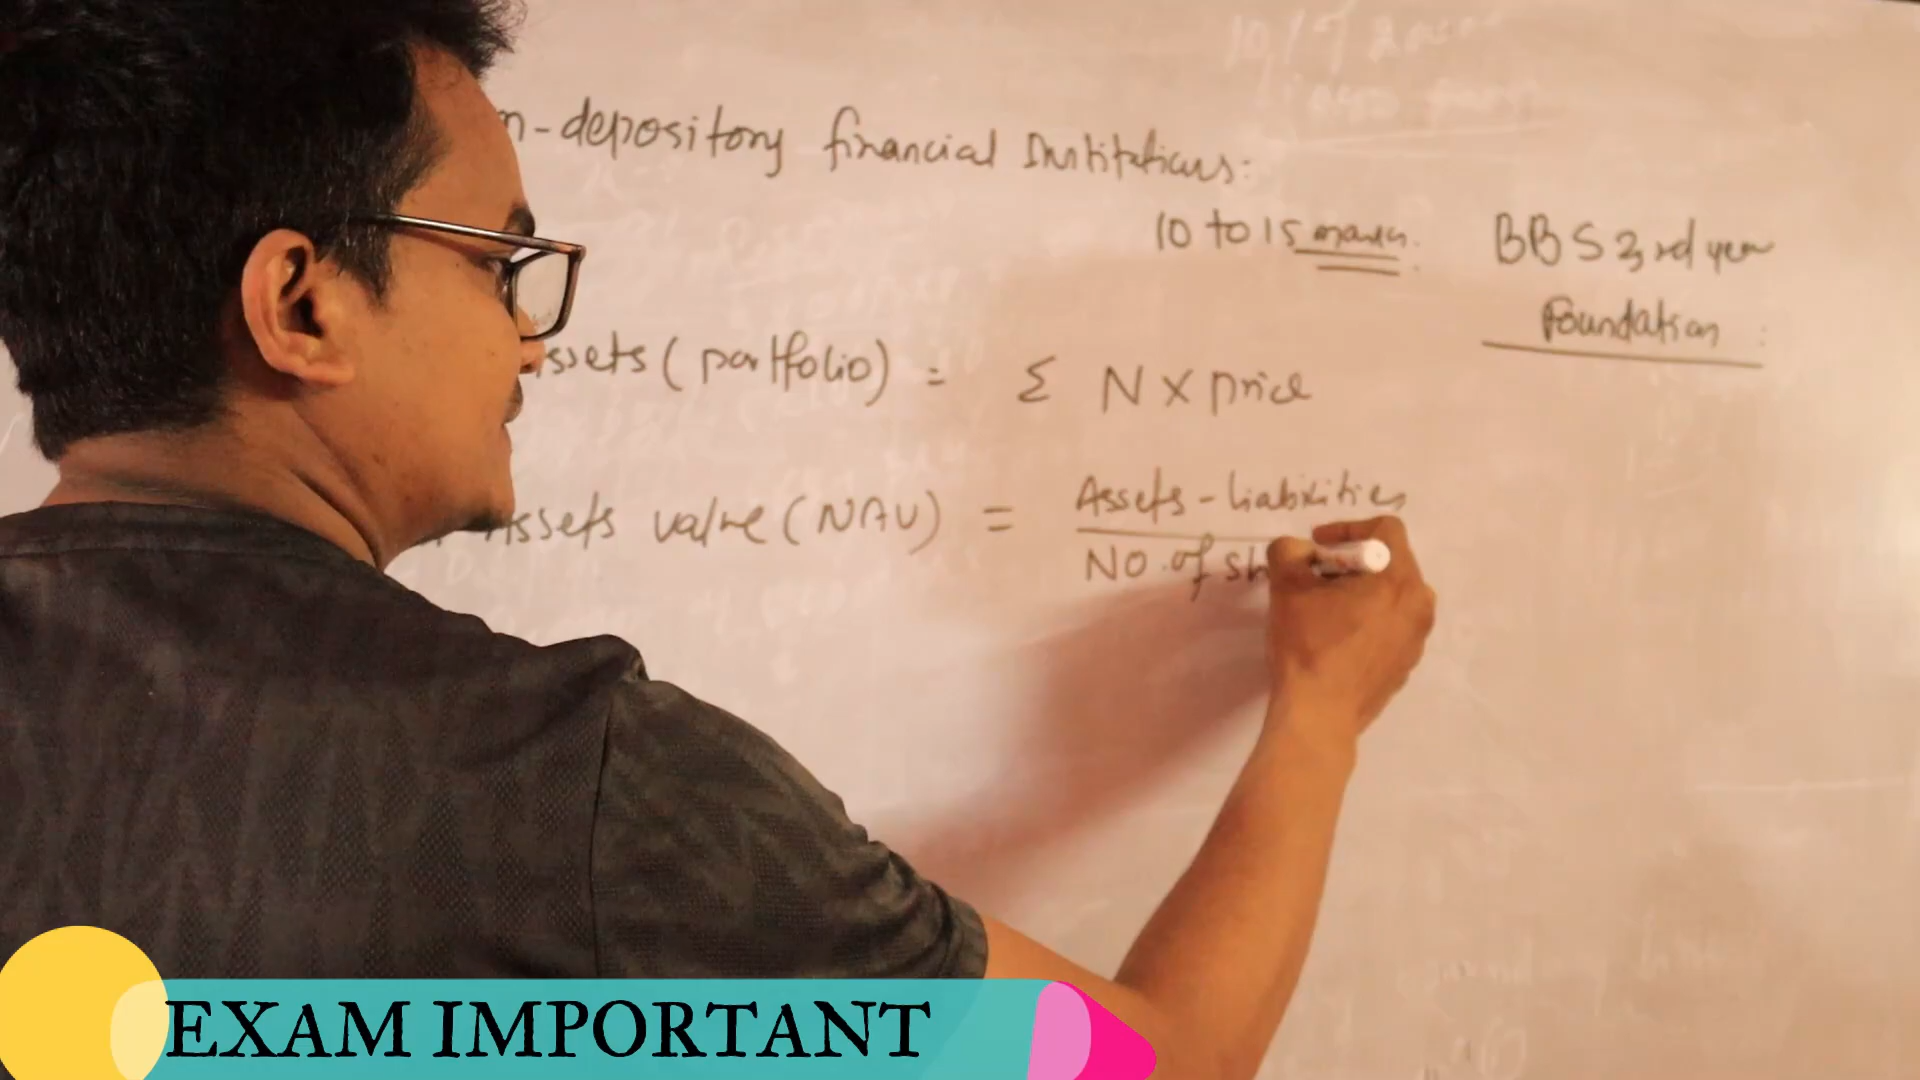 n-depository financial Institutions:
10 to 15 marks. BBS 3rd year
Foundation :
ssets (portfolio) = Σ N X price
Assets value (NAV) = Assets - liabilities
No. of sh
EXAM IMPORTANT